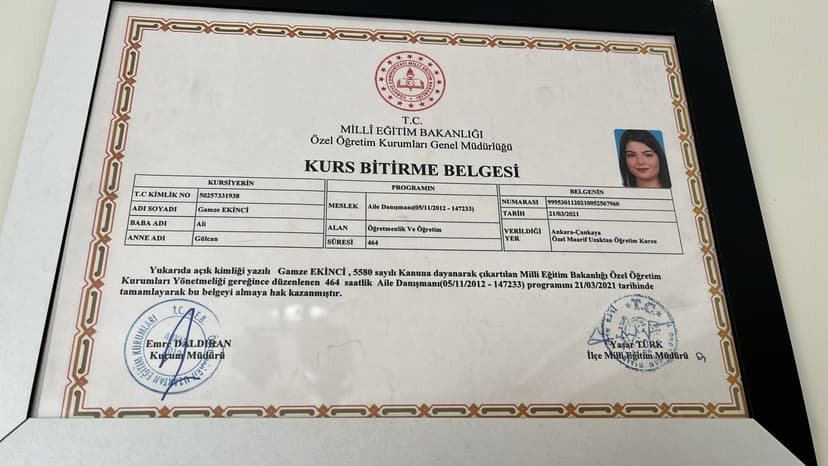 T.C.
MİLLÎ EĞİTİM BAKANLIĞI
Özel Öğretim Kurumları Genel Müdürlüğü
KURS BİTİRME BELGESİ
KURSİYERİN
T.C KİMLİK NO 50257331938
ADI SOYADI Gamze EKİNCİ
BABA ADI Ali
ANNE ADI Gülcan
PROGRAMIN
MESLEK Aile Danışmanı(05/11/2012 - 147233)
ALAN Öğretmenlik Ve Öğretim
SÜRESİ 464
BELGENİN
NUMARASI 9995301120210052567960
TARİH 21/03/2021
VERİLDİĞİ YER Ankara-Çankaya
Özel Maarif Uzaktan Öğretim Kursu
Yukarıda açık kimliği yazılı Gamze EKİNCİ , 5580 sayılı Kanuna dayanarak çıkartılan Milli Eğitim Bakanlığı Özel Öğretim
Kurumları Yönetmeliği gereğince düzenlenen 464 saatlik Aile Danışmanı(05/11/2012 - 147233) programını 21/03/2021 tarihinde
tamamlayarak bu belgeyi almaya hak kazanmıştır.
Emre DALDIRAN
Kurum Müdürü
Yaşar TÜRK
İlçe Milli Eğitim Müdürü